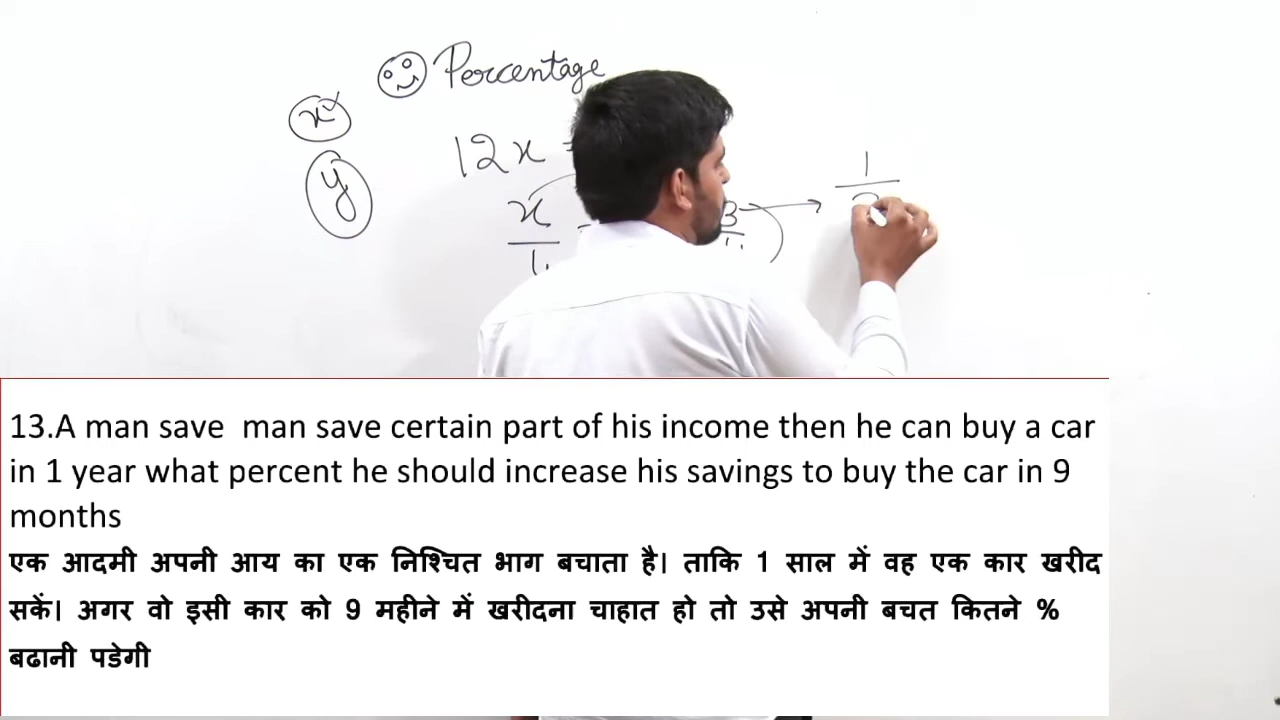 Percentage
x
y
12x
x
3
1
13.A man save  man save certain part of his income then he can buy a car
in 1 year what percent he should increase his savings to buy the car in 9
months
एक आदमी अपनी आय का एक निश्चित भाग बचाता है। ताकि 1 साल में वह एक कार खरीद
सकें। अगर वो इसी कार को 9 महीने में खरीदना चाहात हो तो उसे अपनी बचत कितने %
बढानी पडेगी